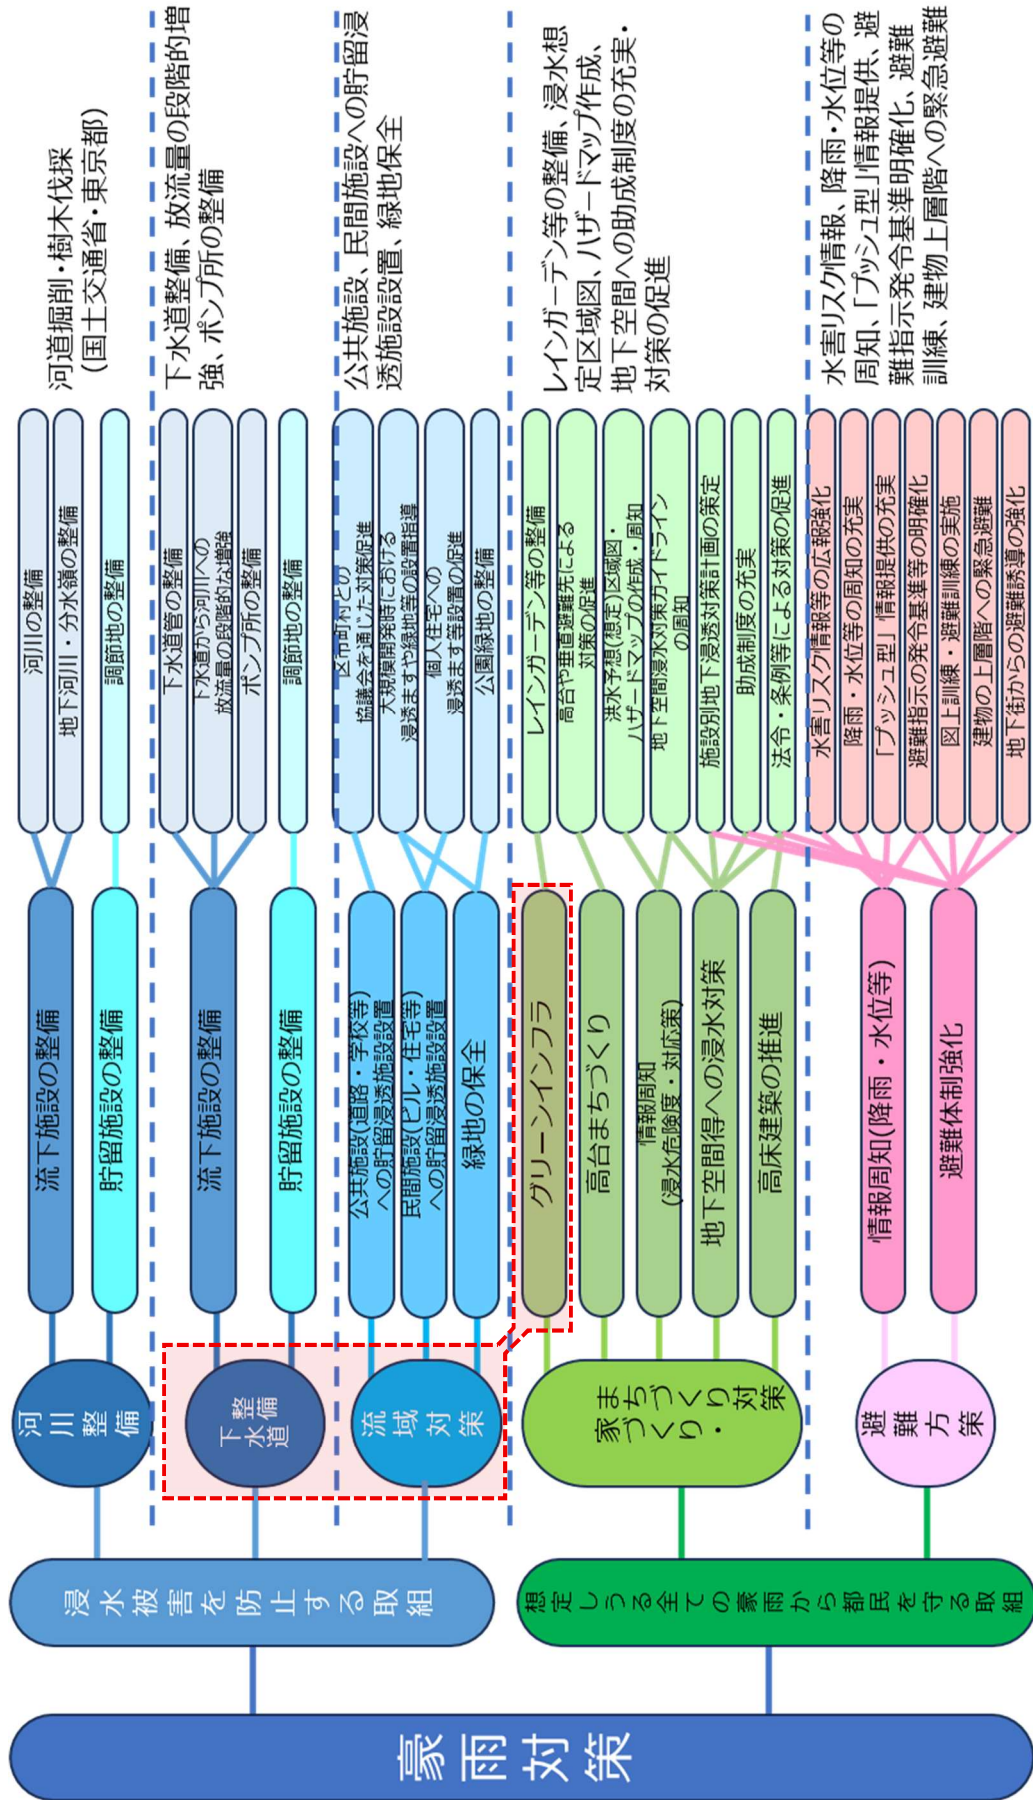 豪雨対策
浸水被害を防止する取組
想定しうる全ての豪雨から都民を守る取組
河川
整備
下水道
整備
流域
対策
家づくり・
まちづくり対策
避難
方策
流下施設の整備
貯留施設の整備
流下施設の整備
貯留施設の整備
公共施設(道路・学校等)
への貯留浸透施設設置
民間施設(ビル・住宅等)
への貯留浸透施設設置
緑地の保全
グリーンインフラ
高台まちづくり
情報周知
(浸水危険度・対応策)
地下空間得への浸水対策
高床建築の推進
情報周知(降雨・水位等)
避難体制強化
河川の整備
地下河川・分水嶺の整備
調節地の整備
下水道管の整備
下水道から河川への
放流量の段階的な増強
ポンプ所の整備
調節地の整備
区市町村との
協議会を通じた対策促進
大規模開発時における
浸透ますや緑地等の設置指導
個人住宅への
浸透ます等設置の促進
公園緑地の整備
レインガーデン等の整備
高台や垂直避難先による
対策の促進
洪水予想(想定)区域図・
ハザードマップの作成・周知
地下空間浸水対策ガイドライン
の周知
施設別地下浸透対策計画の策定
助成制度の充実
法令・条例等による対策の促進
水害リスク情報等の広報強化
降雨・水位等の周知の充実
「プッシュ型」情報提供の充実
避難指示の発令基準等の明確化
図上訓練・避難訓練の実施
建物の上層階への緊急避難
地下街からの避難誘導の強化
河道掘削・樹木伐採
(国土交通省・東京都)
下水道整備、放流量の段階的増
強、ポンプ所の整備
公共施設、民間施設への貯留浸
透施設設置、緑地保全
レインガーデン等の整備、浸水想
定区域図、ハザードマップ作成、
地下空間への助成制度の充実・
対策の促進
水害リスク情報、降雨・水位等の
周知、「プッシュ型」情報提供、避
難指示発令基準明確化、避難
訓練、建物上層階への緊急避難